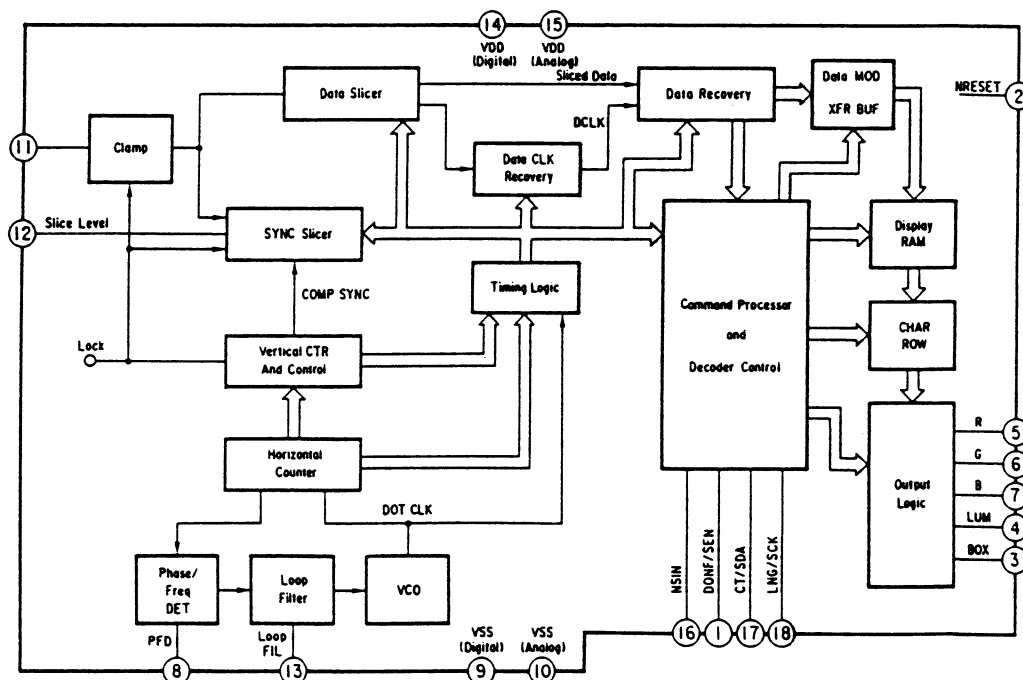 14
15
VDD
(Digital)
VDD
(Analog)
Sliced Data
Data Slicer
Data Recovery
Data MOD
XFR BUF
NRESET
2
DCLK
11
Clamp
Data CLK
Recovery
12
Slice Level
SYNC Slicer
Display
RAM
Timing Logic
COMP SYNC
Command Processor
and
Decoder Control
CHAR
ROW
Lock
Vertical CTR
And Control
Horizontal
Counter
R
5
G
6
B
7
LUM
4
BOX
3
Output
Logic
DOT CLK
Phase/
Freq
DET
Loop
Filter
VCO
NSIN
DONF/SEN
CT/SDA
LNG/SCK
PFD
Loop
FIL
VSS
(Digital)
VSS
(Analog)
16
1
17
18
8
13
9
10